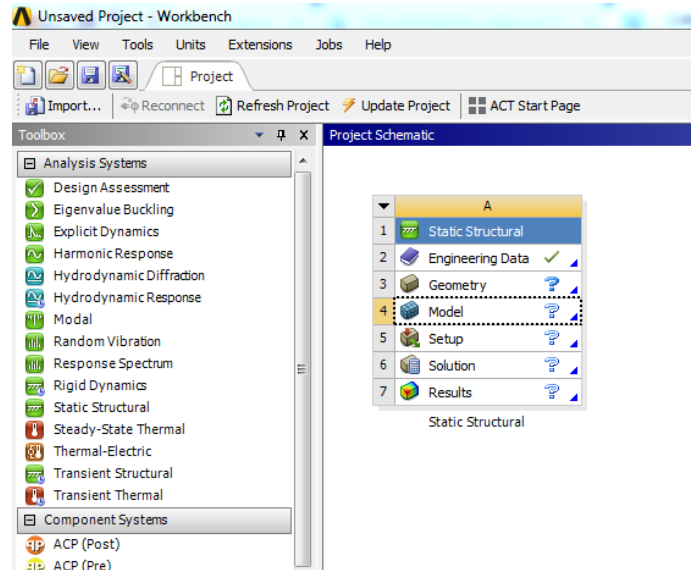 Unsaved Project - Workbench
File View Tools Units Extensions Jobs Help
Project
Import... Reconnect Refresh Project Update Project ACT Start Page
Toolbox
Analysis Systems
Design Assessment
Eigenvalue Buckling
Explicit Dynamics
Harmonic Response
Hydrodynamic Diffraction
Hydrodynamic Response
Modal
Random Vibration
Response Spectrum
Rigid Dynamics
Static Structural
Steady-State Thermal
Thermal-Electric
Transient Structural
Transient Thermal
Component Systems
ACP (Post)
ACP (Pre)
Project Schematic
A
1 Static Structural
2 Engineering Data
3 Geometry ?
4 Model ?
5 Setup ?
6 Solution ?
7 Results ?
Static Structural